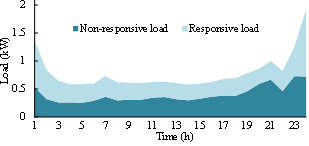 2
Non-responsive load
Responsive load
1.5
1
0.5
0
Load (kW)
1 3 5 7 9 11 13 15 17 19 21 23
Time (h)